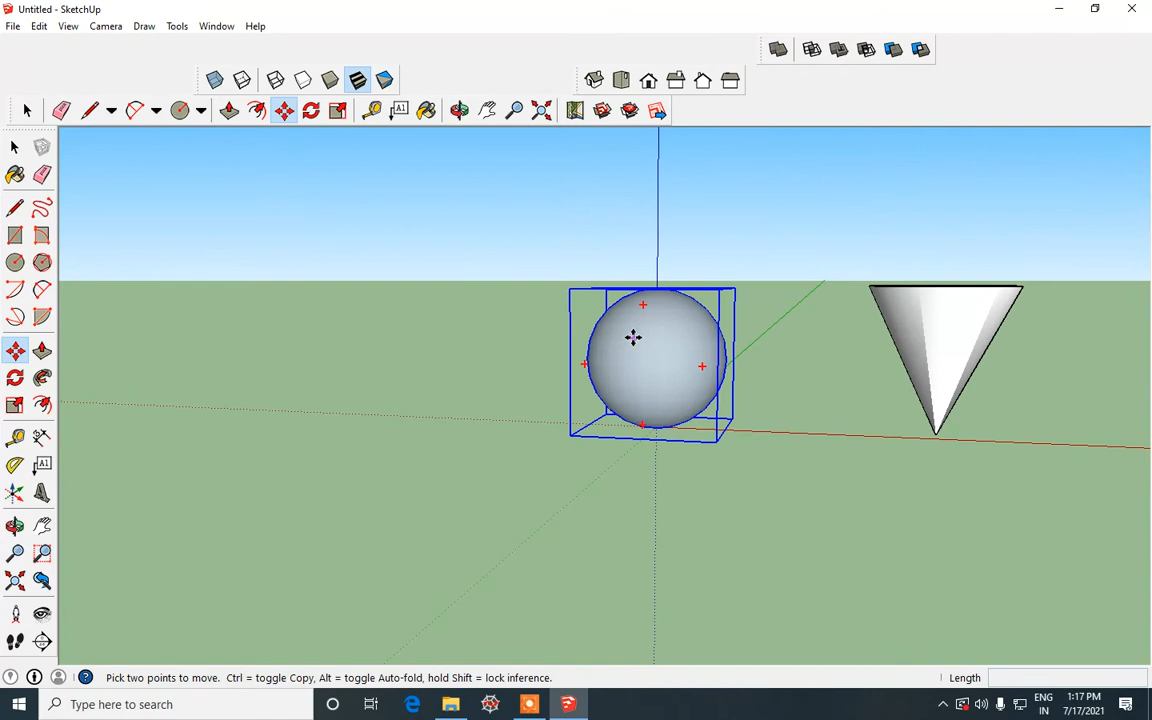 Untitled - SketchUp
File Edit View Camera Draw Tools Window Help
A1
A1
Pick two points to move. Ctrl = toggle Copy, Alt = toggle Auto-fold, hold Shift = lock inference.
Length
Type here to search
ENG
IN
1:17 PM
7/17/2021